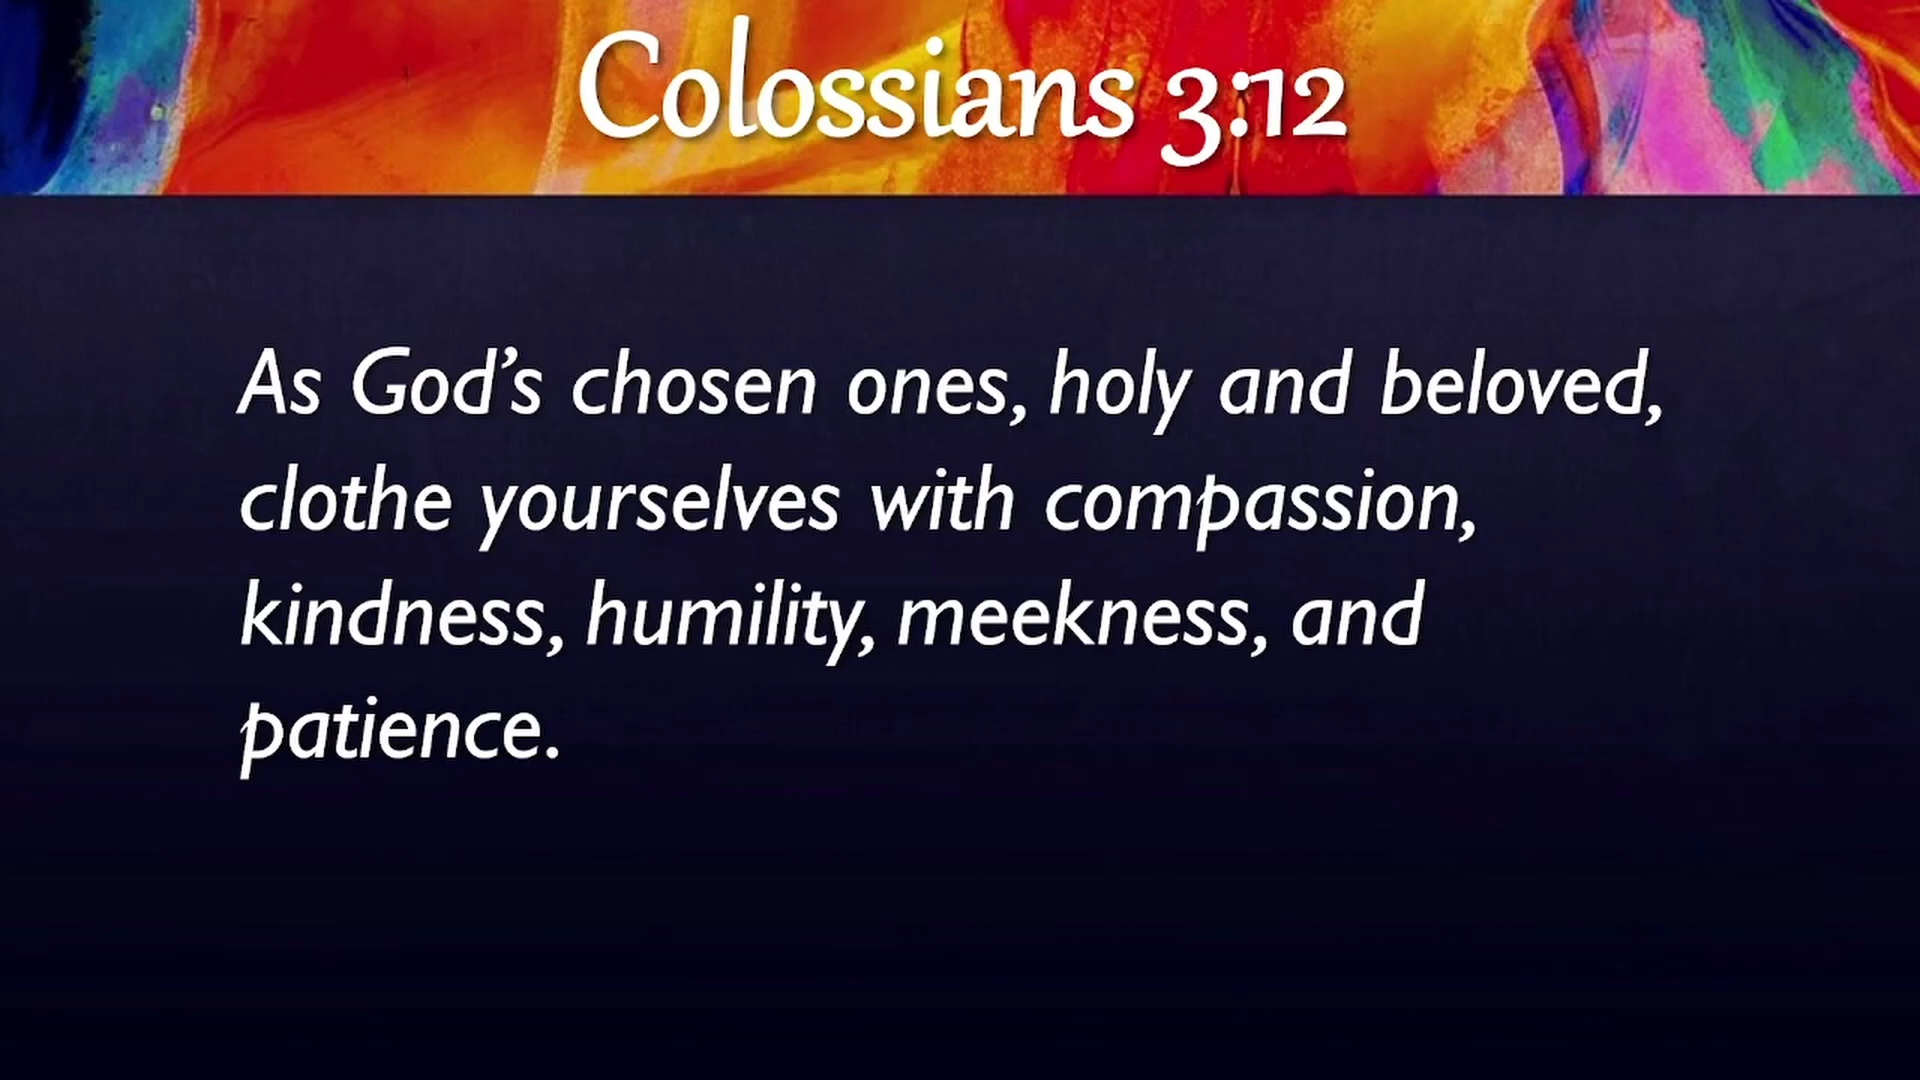 Colossians 3:12
As God’s chosen ones, holy and beloved,
clothe yourselves with compassion,
kindness, humility, meekness, and
patience.